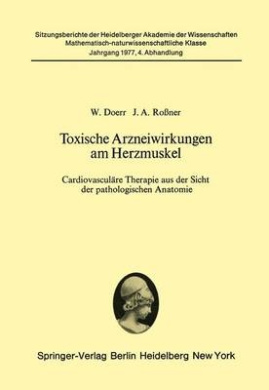 Sitzungsberichte der Heidelberger Akademie der Wissenschaften
Mathematisch-naturwissenschaftliche Klasse
Jahrgang 1977, 4. Abhandlung
W. Doerr J. A. Roßner
Toxische Arzneiwirkungen
am Herzmuskel
Cardiovasculäre Therapie aus der Sicht
der pathologischen Anatomie
Springer-Verlag Berlin Heidelberg New York